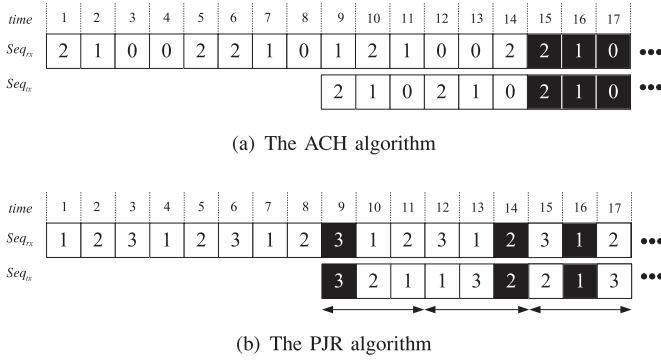 time 1 2 3 4 5 6 7 8 9 10 11 12 13 14 15 16 17
Seq_rx 2 1 0 0 2 2 1 0 1 2 1 0 0 2 2 1 0 •••
Seq_tx 2 1 0 2 1 0 2 1 0 •••
(a) The ACH algorithm
time 1 2 3 4 5 6 7 8 9 10 11 12 13 14 15 16 17
Seq_rx 1 2 3 1 2 3 1 2 3 1 2 3 1 2 3 1 2 •••
Seq_tx 3 2 1 1 3 2 2 1 3 •••
(b) The PJR algorithm